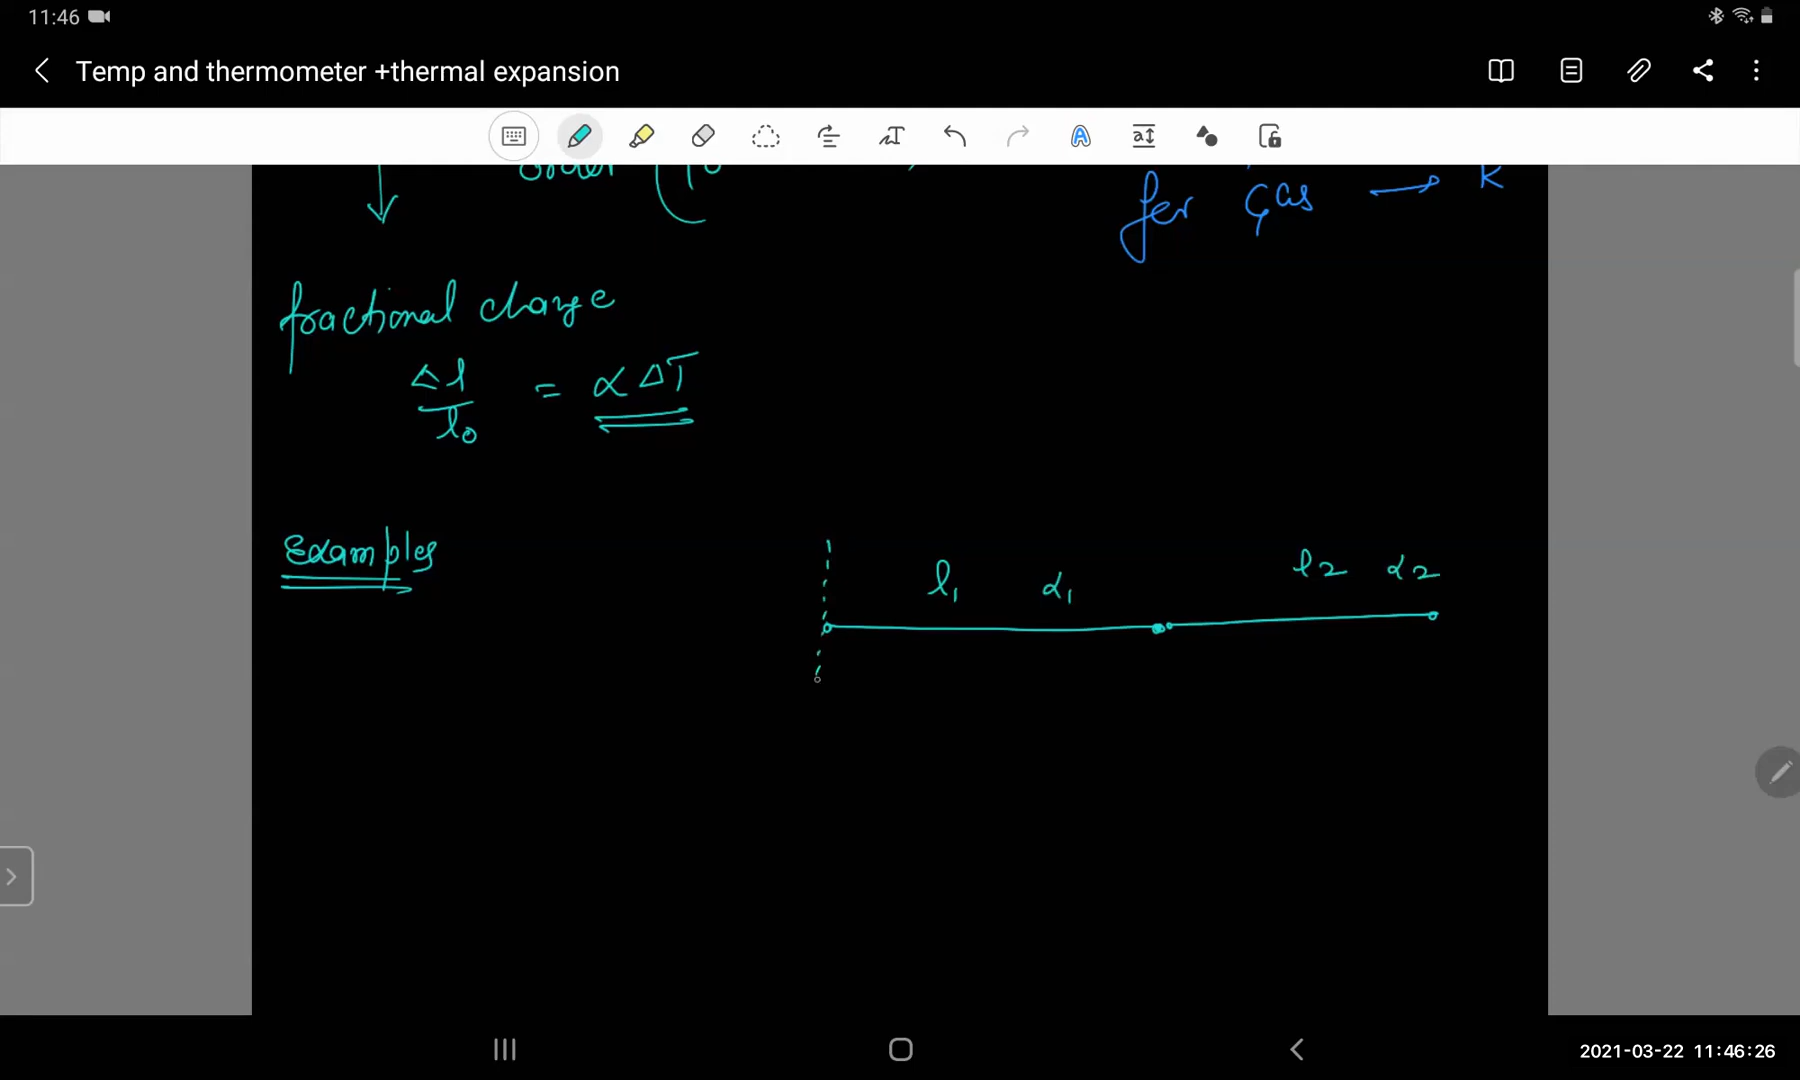 11:46
Temp and thermometer +thermal expansion
for gas → K
fractional change
Δl / l₀ = α ΔT
Examples
l₁ α₁ l₂ α₂
2021-03-22 11:46:26